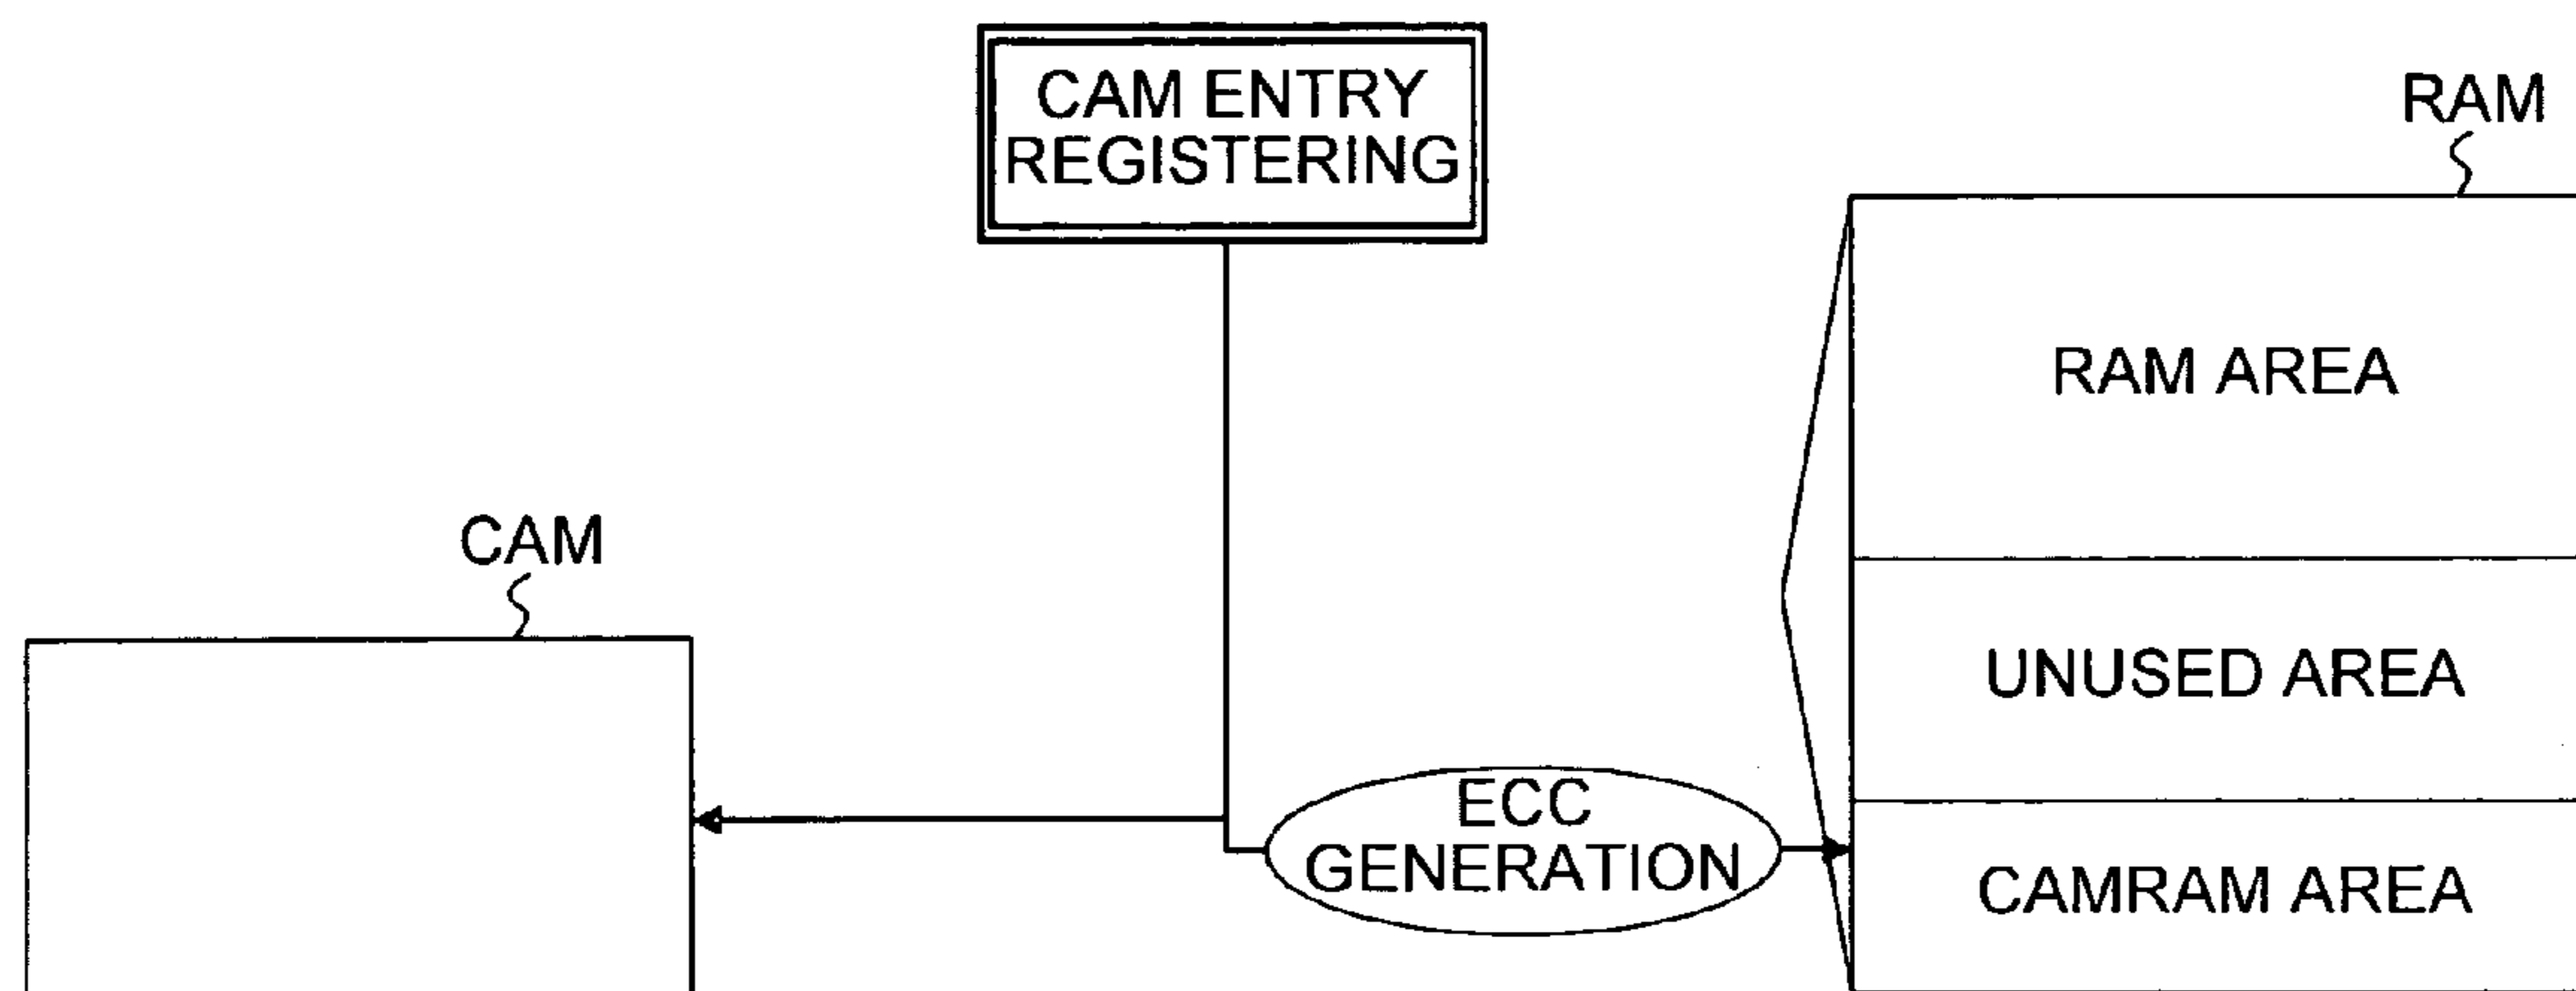 CAM ENTRY
REGISTERING
RAM
RAM AREA
CAM
UNUSED AREA
ECC
GENERATION
CAMRAM AREA